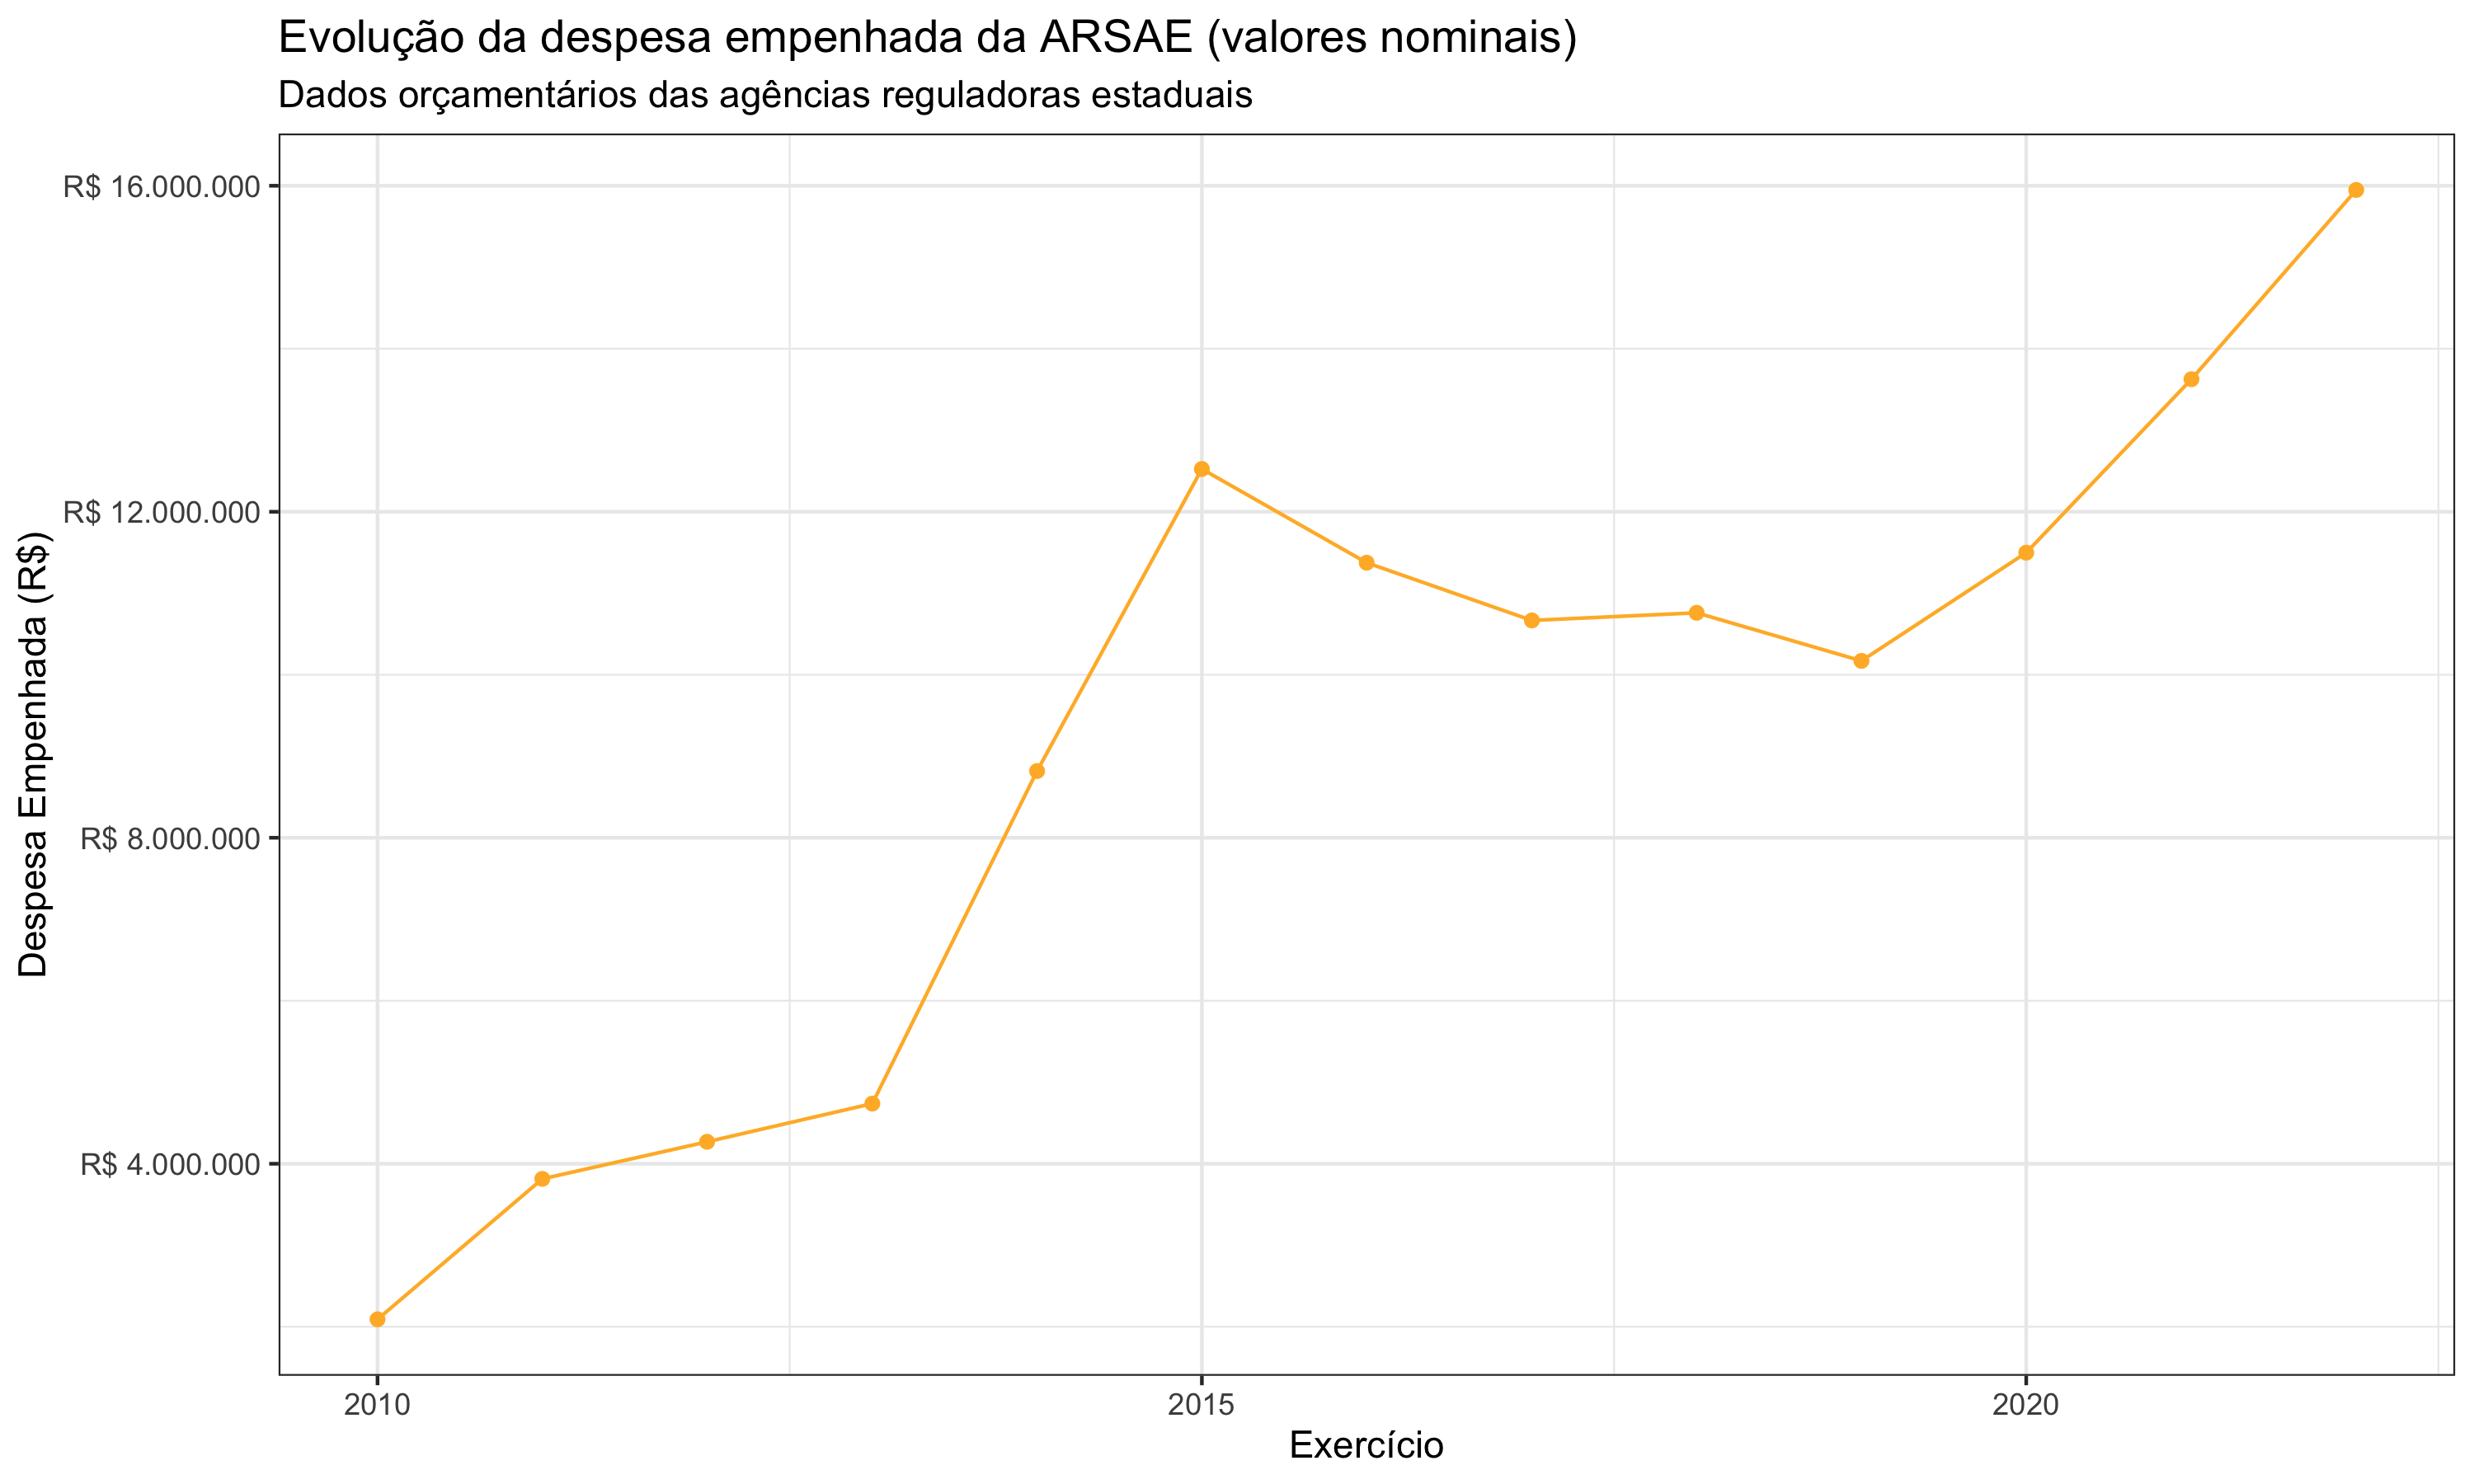 Evolução da despesa empenhada da ARSAE (valores nominais)
Dados orçamentários das agências reguladoras estaduais
Despesa Empenhada (R$)
R$ 16.000.000
R$ 12.000.000
R$ 8.000.000
R$ 4.000.000
2010
2015
2020
Exercício